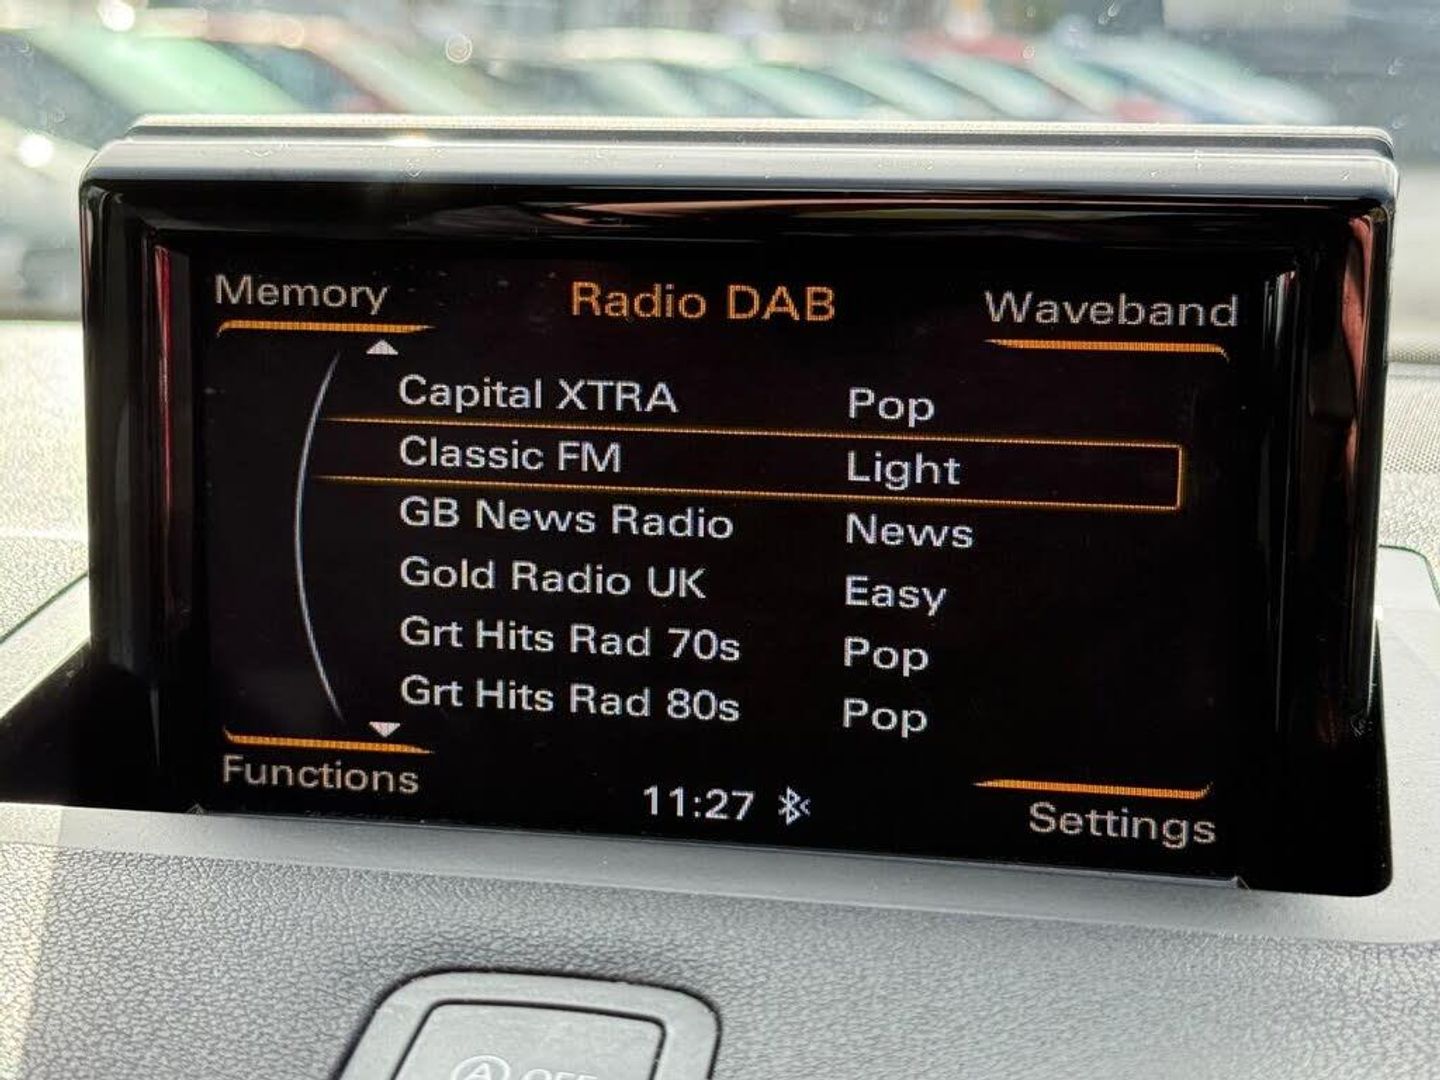 Memory Radio DAB Waveband
Capital XTRA Pop
Classic FM Light
GB News Radio News
Gold Radio UK Easy
Grt Hits Rad 70s Pop
Grt Hits Rad 80s Pop
Functions 11:27 Settings
A OFF